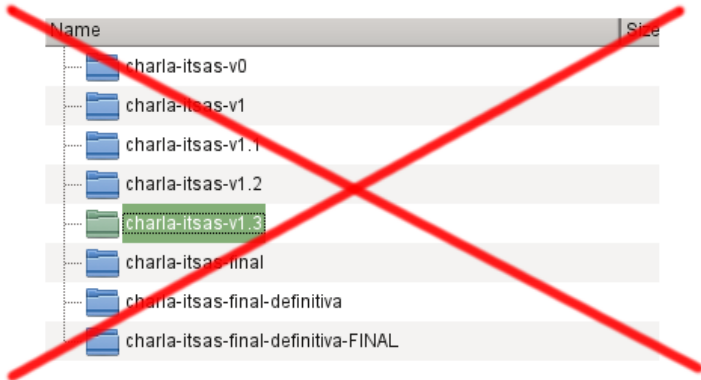 Name Size
charla-itsas-v0
charla-itsas-v1
charla-itsas-v1.1
charla-itsas-v1.2
charla-itsas-v1.3
charla-itsas-final
charla-itsas-final-definitiva
charla-itsas-final-definitiva-FINAL